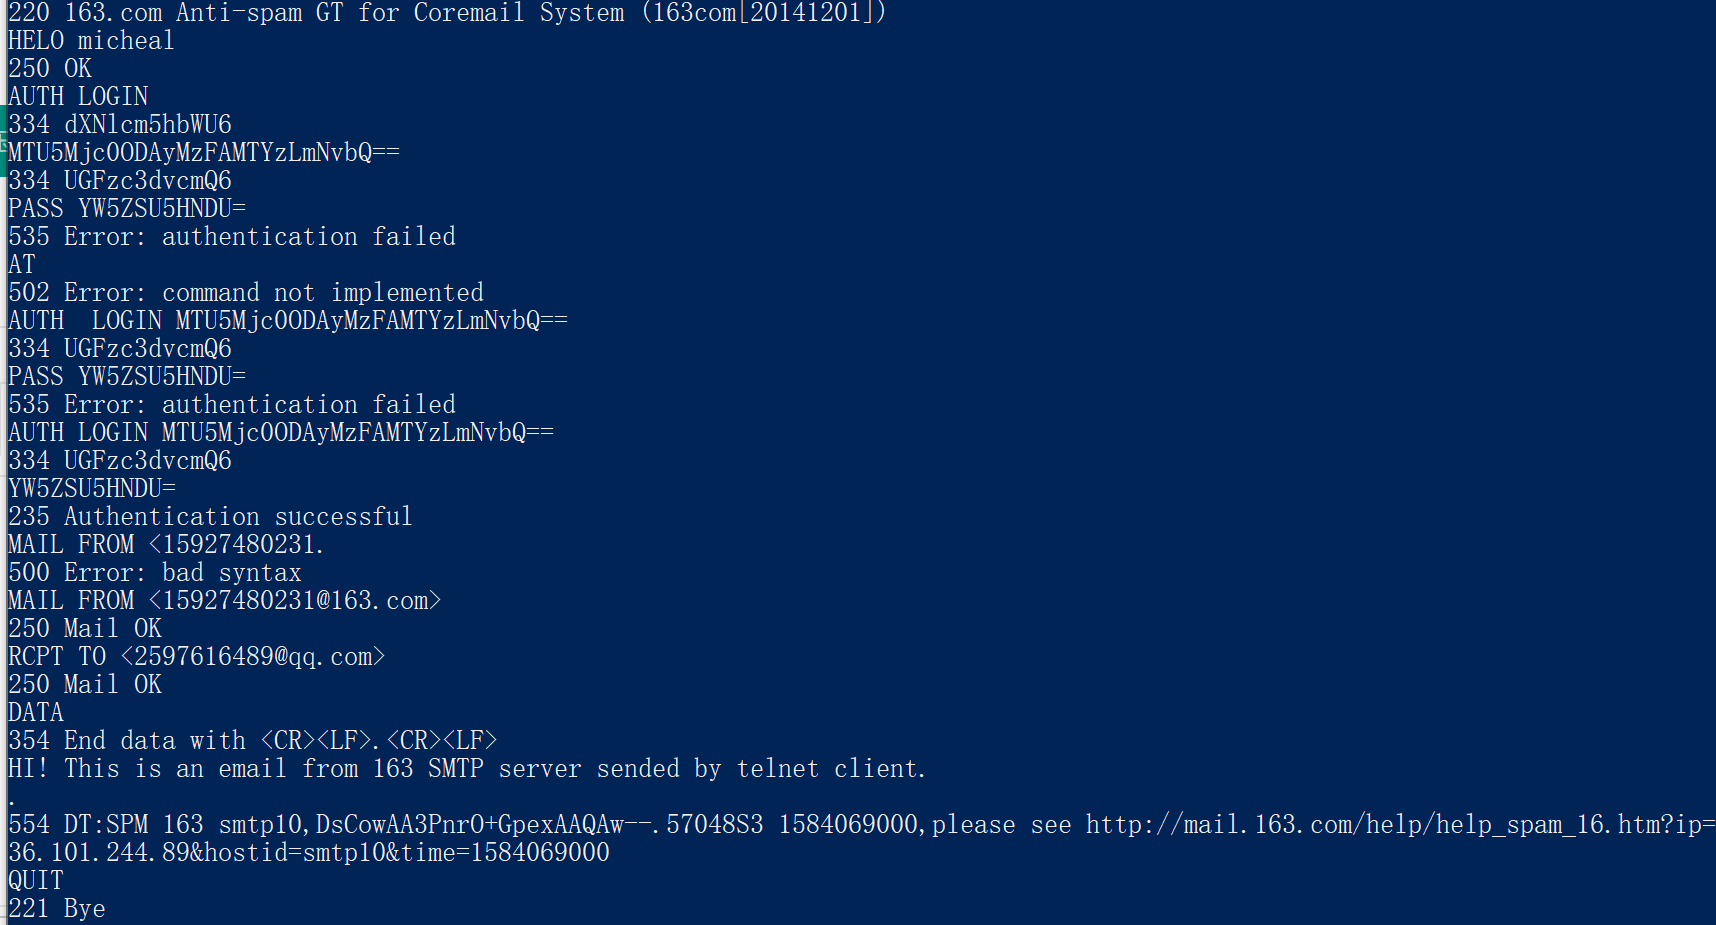 220 163.com Anti-spam GT for Coremail System (163com[20141201])
HELO micheal
250 OK
AUTH LOGIN
334 dXNlcm5hbWU6
MTU5Mjc0ODAyMzFAMTYzLmNvbQ==
334 UGFzc3dvcmQ6
PASS YW5ZSU5HNDU=
535 Error: authentication failed
AT
502 Error: command not implemented
AUTH  LOGIN MTU5Mjc0ODAyMzFAMTYzLmNvbQ==
334 UGFzc3dvcmQ6
PASS YW5ZSU5HNDU=
535 Error: authentication failed
AUTH LOGIN MTU5Mjc0ODAyMzFAMTYzLmNvbQ==
334 UGFzc3dvcmQ6
YW5ZSU5HNDU=
235 Authentication successful
MAIL FROM <15927480231.
500 Error: bad syntax
MAIL FROM <15927480231@163.com>
250 Mail OK
RCPT TO <2597616489@qq.com>
250 Mail OK
DATA
354 End data with <CR><LF>.<CR><LF>
HI! This is an email from 163 SMTP server sended by telnet client.
.
554 DT:SPM 163 smtp10,DsCowAA3PnrO+GpexAAQAw--.57048S3 1584069000,please see http://mail.163.com/help/help_spam_16.htm?ip=
36.101.244.89&hostid=smtp10&time=1584069000
QUIT
221 Bye